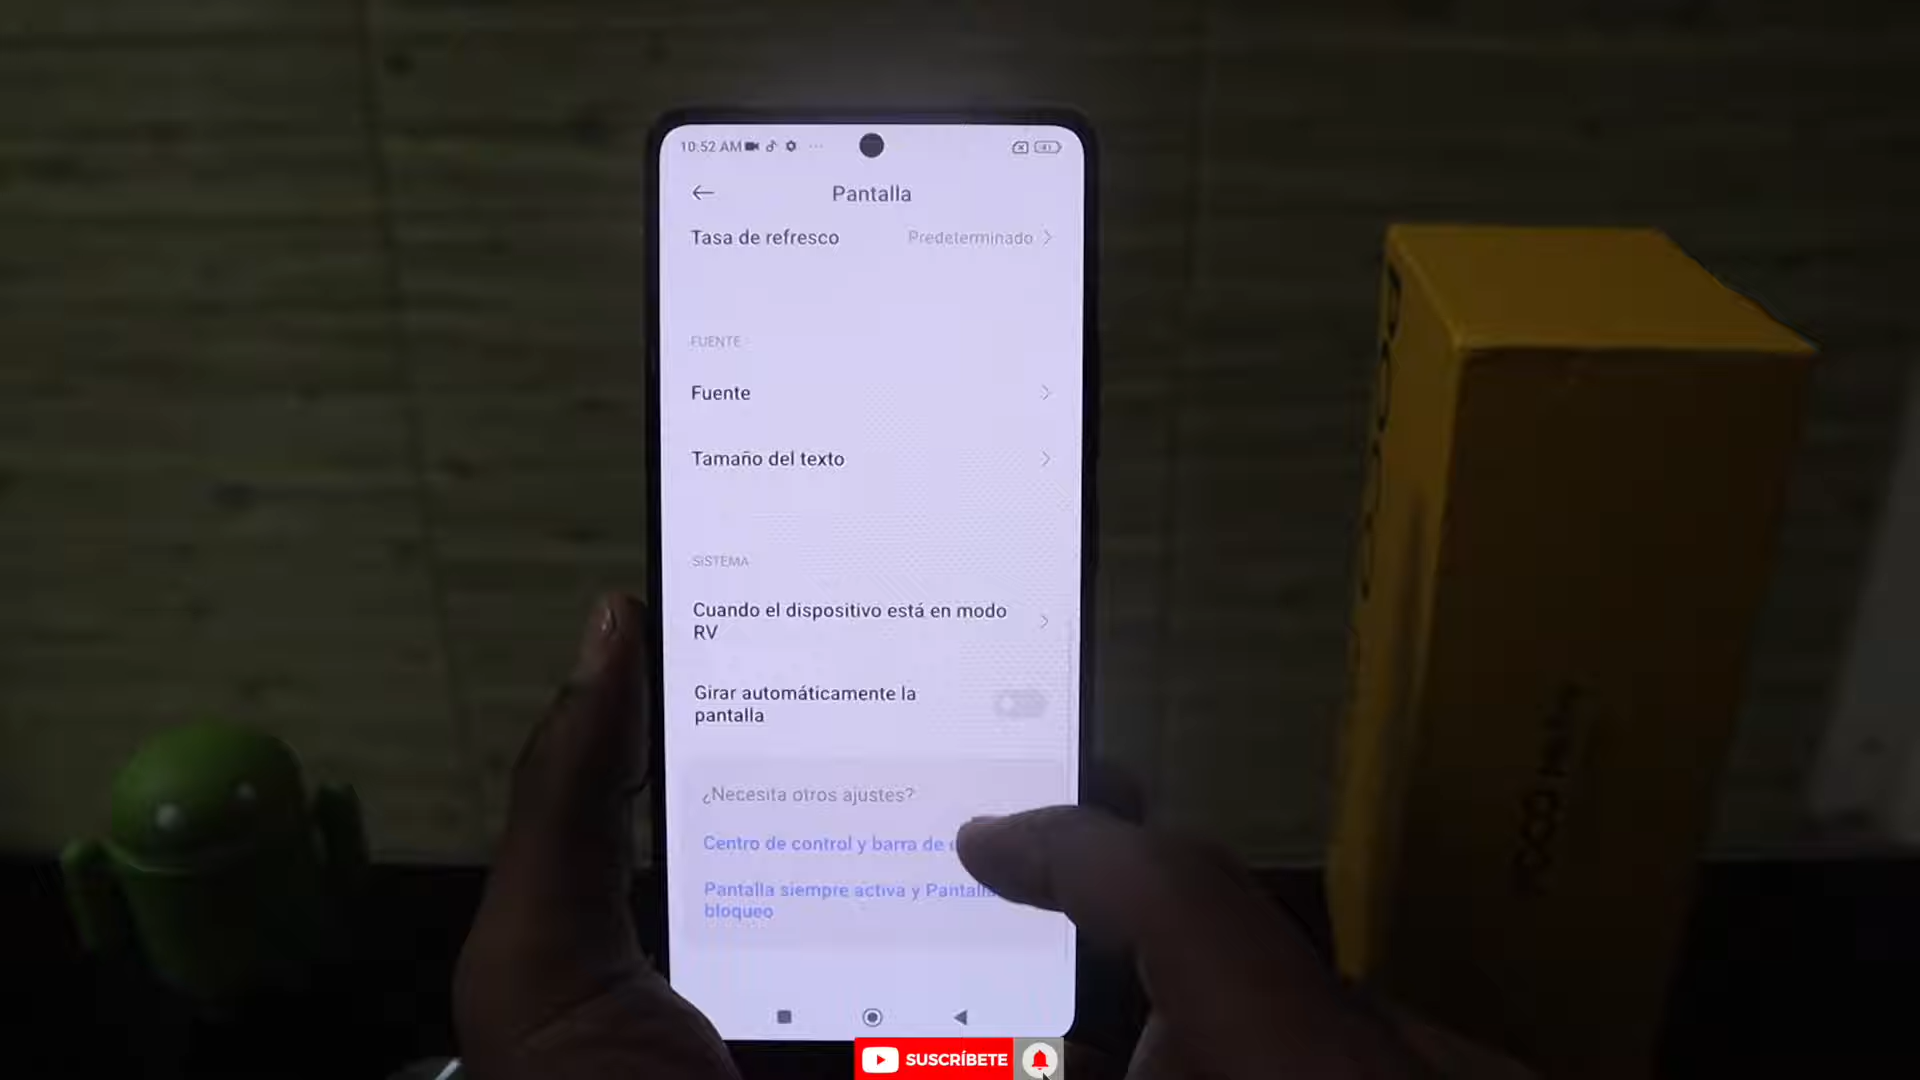 10:52 AM
Pantalla
Tasa de refresco Predeterminado
FUENTE
Fuente
Tamaño del texto
SISTEMA
Cuando el dispositivo está en modo
RV
Girar automáticamente la
pantalla
¿Necesita otros ajustes?
Centro de control y barra de
Pantalla siempre activa y Pantalla
bloqueo
SUSCRÍBETE